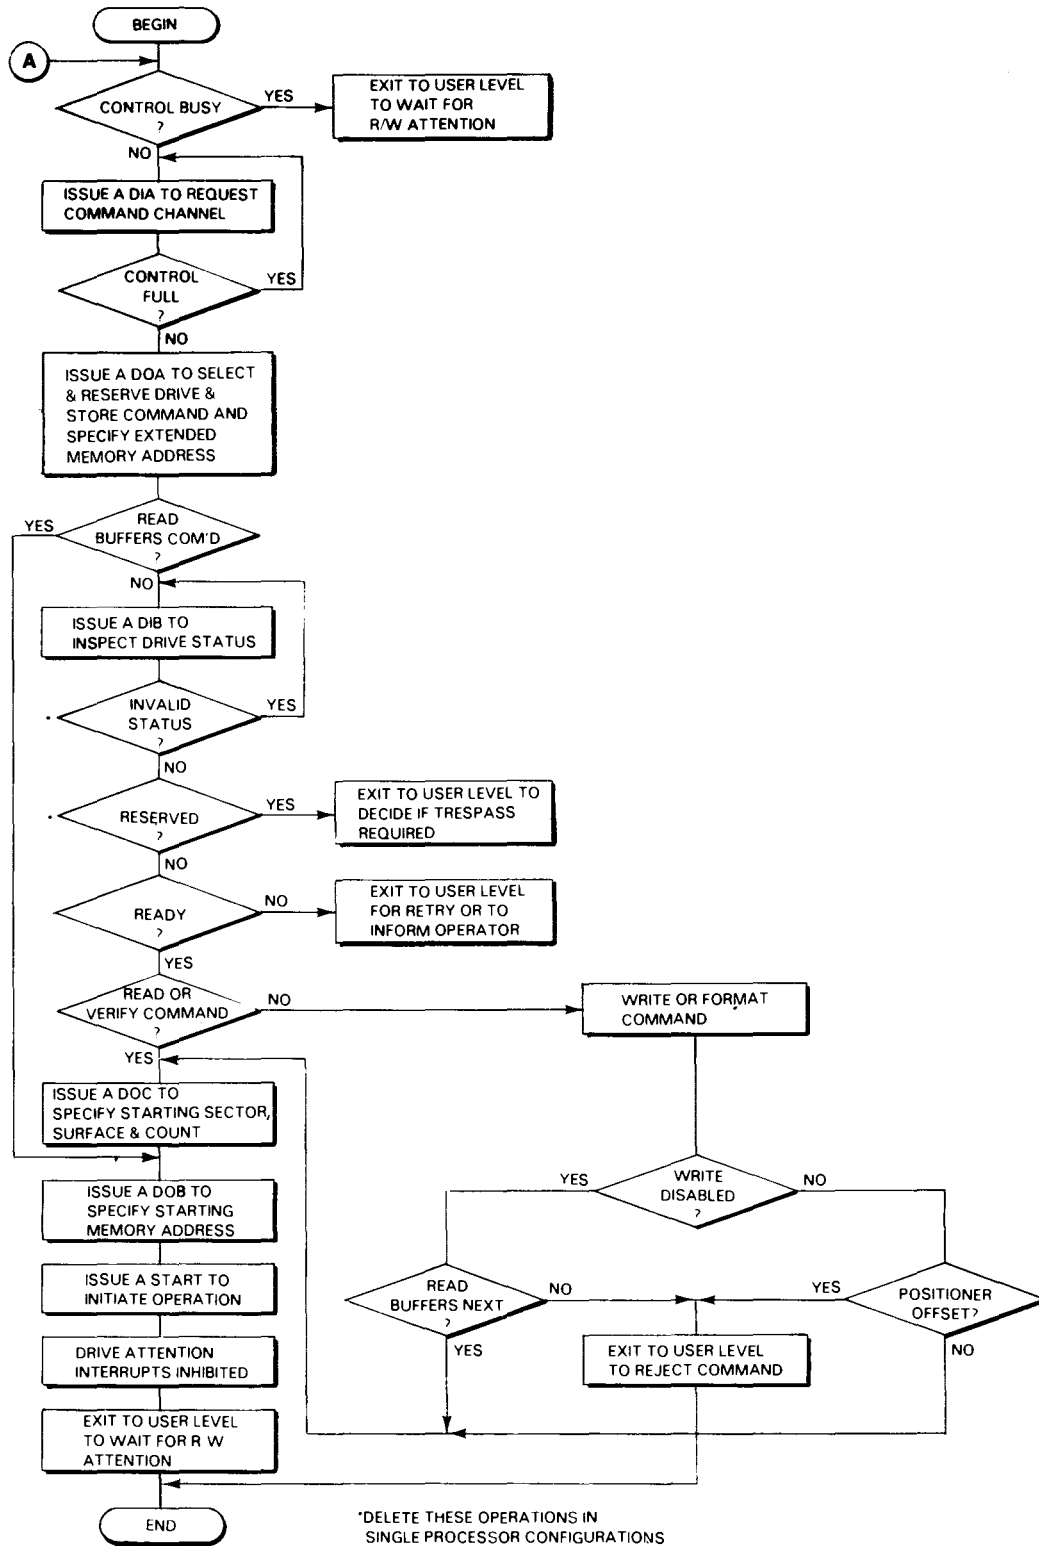 BEGIN
A
CONTROL BUSY
?
YES
EXIT TO USER LEVEL
TO WAIT FOR
R/W ATTENTION
NO
ISSUE A DIA TO REQUEST
COMMAND CHANNEL
CONTROL
FULL
?
YES
NO
ISSUE A DOA TO SELECT
& RESERVE DRIVE &
STORE COMMAND AND
SPECIFY EXTENDED
MEMORY ADDRESS
YES
READ
BUFFERS COM'D
?
NO
ISSUE A DIB TO
INSPECT DRIVE STATUS
INVALID
STATUS
?
YES
NO
RESERVED
?
YES
EXIT TO USER LEVEL TO
DECIDE IF TRESPASS
REQUIRED
NO
READY
?
NO
EXIT TO USER LEVEL
FOR RETRY OR TO
INFORM OPERATOR
YES
READ OR
VERIFY COMMAND
?
NO
WRITE OR FORMAT
COMMAND
YES
ISSUE A DOC TO
SPECIFY STARTING SECTOR,
SURFACE & COUNT
YES
WRITE
DISABLED
?
NO
ISSUE A DOB TO
SPECIFY STARTING
MEMORY ADDRESS
ISSUE A START TO
INITIATE OPERATION
READ
BUFFERS NEXT
?
NO
YES
YES
POSITIONER
OFFSET?
NO
DRIVE ATTENTION
INTERRUPTS INHIBITED
EXIT TO USER LEVEL
TO REJECT COMMAND
EXIT TO USER LEVEL
TO WAIT FOR R W
ATTENTION
END
*DELETE THESE OPERATIONS IN
SINGLE PROCESSOR CONFIGURATIONS